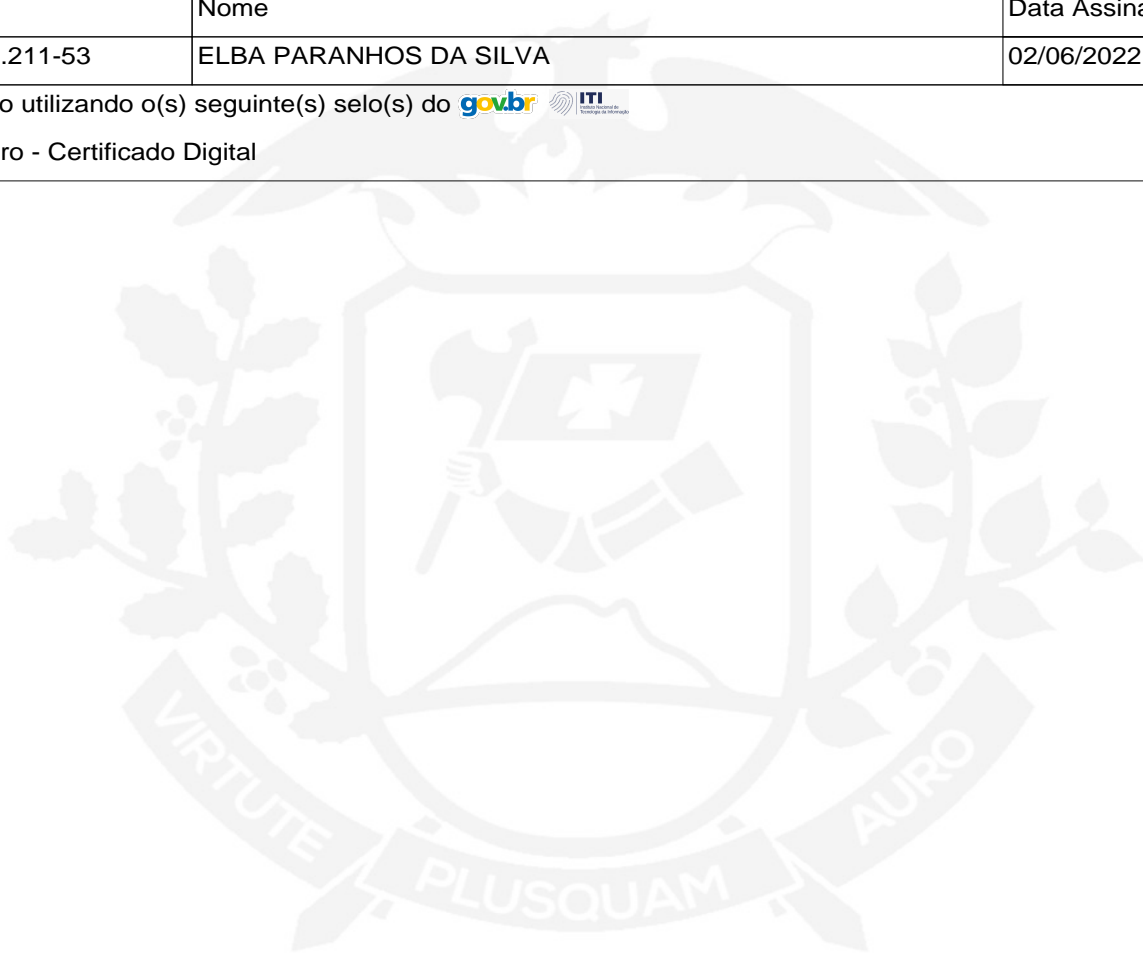 Nome Data Assina
.211-53 ELBA PARANHOS DA SILVA 02/06/2022
o utilizando o(s) seguinte(s) selo(s) do gov.br ITI
ro - Certificado Digital
VIRTUTE PLUSQUAM AURO